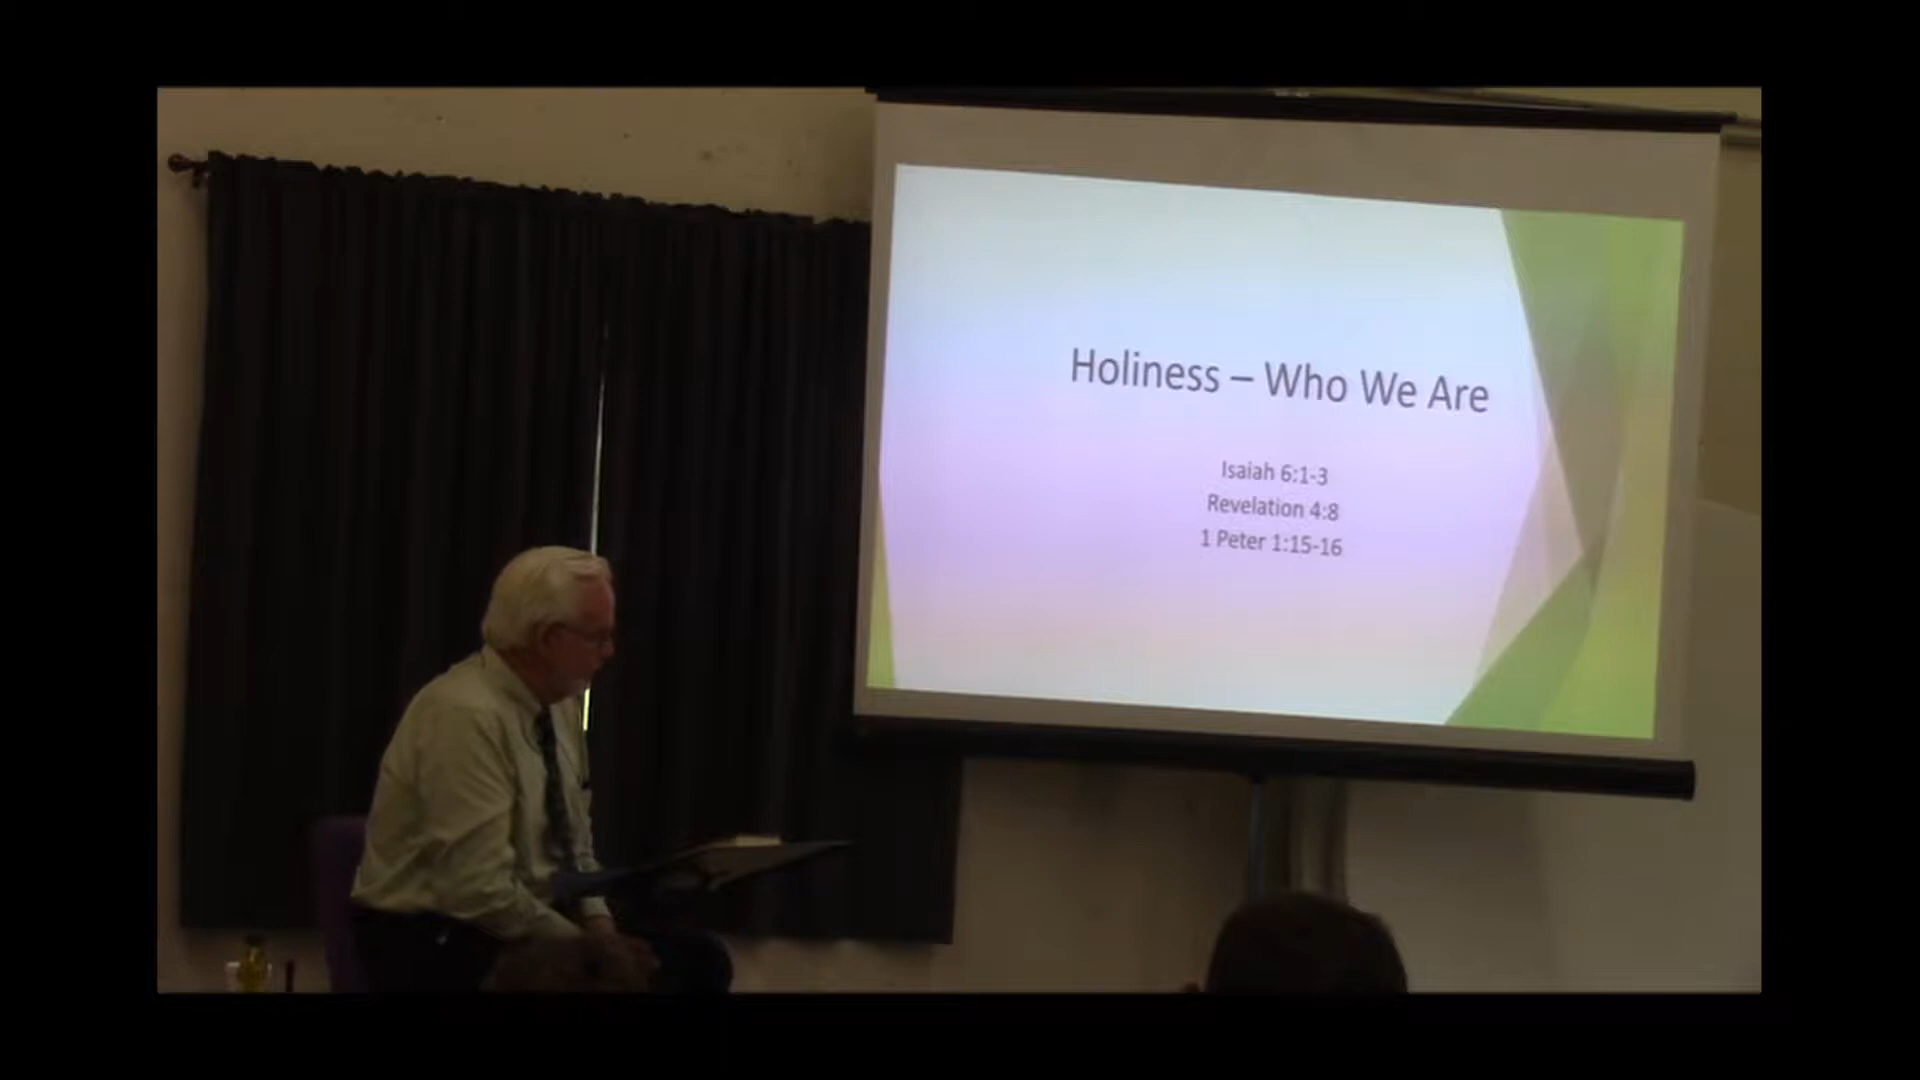 Holiness – Who We Are
Isaiah 6:1-3
Revelation 4:8
1 Peter 1:15-16